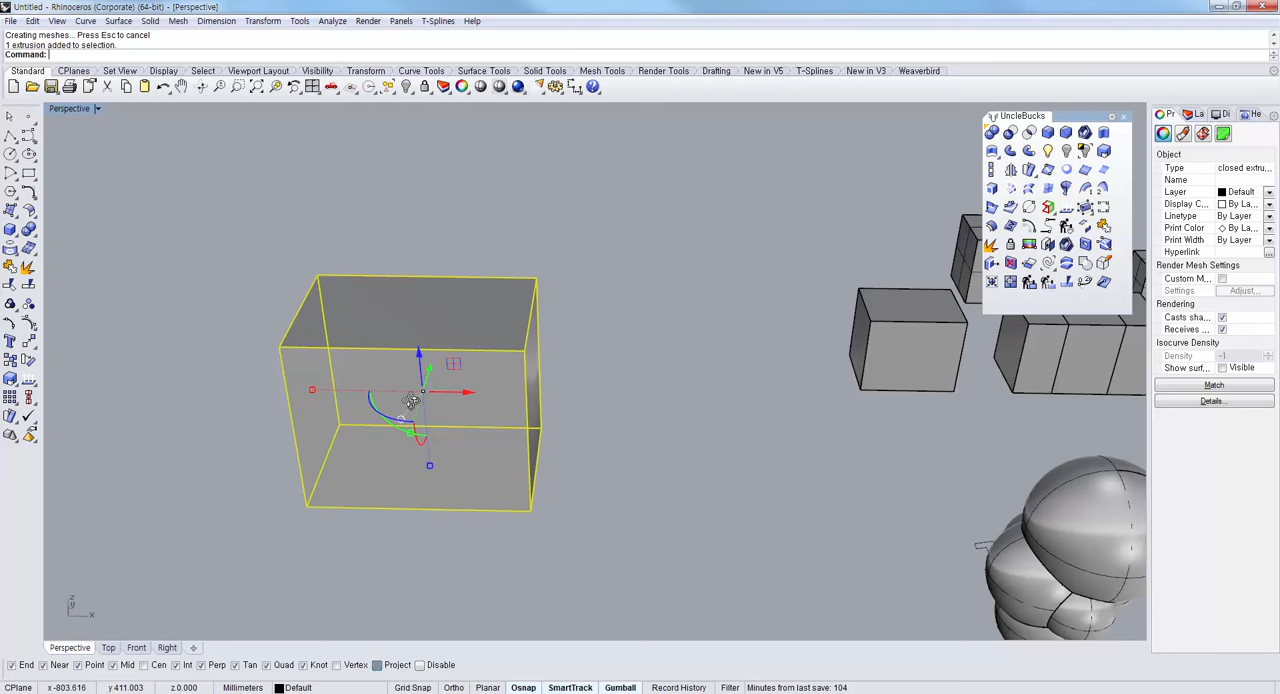 Untitled - Rhinoceros (Corporate) (64-bit) - [Perspective]
File Edit View Curve Surface Solid Mesh Dimension Transform Tools Analyze Render Panels T-Splines Help
Creating meshes... Press Esc to cancel
1 extrusion added to selection.
Command:
Standard CPlanes Set View Display Select Viewport Layout Visibility Transform Curve Tools Surface Tools Solid Tools Mesh Tools Render Tools Drafting New in V5 T-Splines New in V3 Weaverbird
Perspective
UncleBucks
Pr La Di He
Object
Type closed extru...
Name
Layer Default
Display C... By La...
Linetype By Layer
Print Color By La...
Print Width By Layer
Hyperlink ...
Render Mesh Settings
Custom M...
Settings Adjust...
Rendering
Casts sha...
Receives ...
Isocurve Density
Density -1
Show surf... Visible
Match
Details...
1 2
z
y
x
Perspective Top Front Right
End Near Point Mid Cen Int Perp Tan Quad Knot Vertex Project Disable
CPlane x -803.616 y 411.003 z 0.000 Millimeters Default Grid Snap Ortho Planar Osnap SmartTrack Gumball Record History Filter Minutes from last save: 104